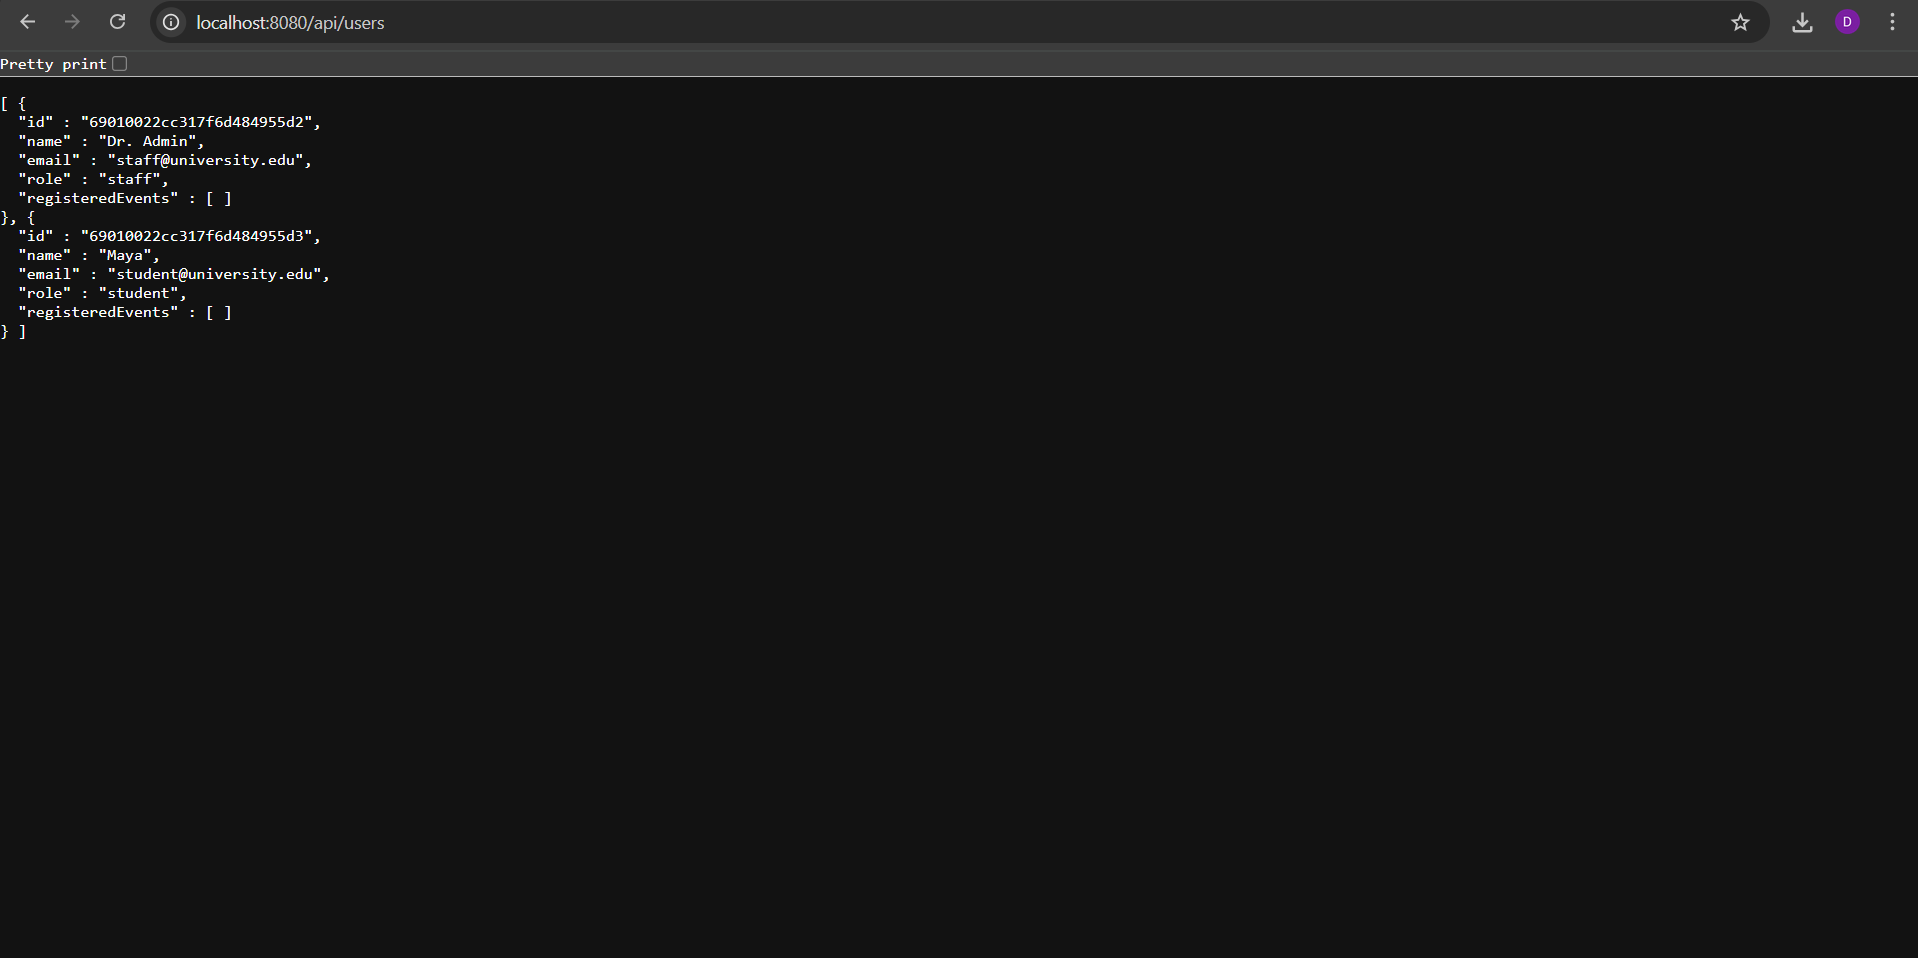 localhost:8080/api/users
D
Pretty print
[ {
  "id" : "69010022cc317f6d484955d2",
  "name" : "Dr. Admin",
  "email" : "staff@university.edu",
  "role" : "staff",
  "registeredEvents" : [ ]
}, {
  "id" : "69010022cc317f6d484955d3",
  "name" : "Maya",
  "email" : "student@university.edu",
  "role" : "student",
  "registeredEvents" : [ ]
} ]